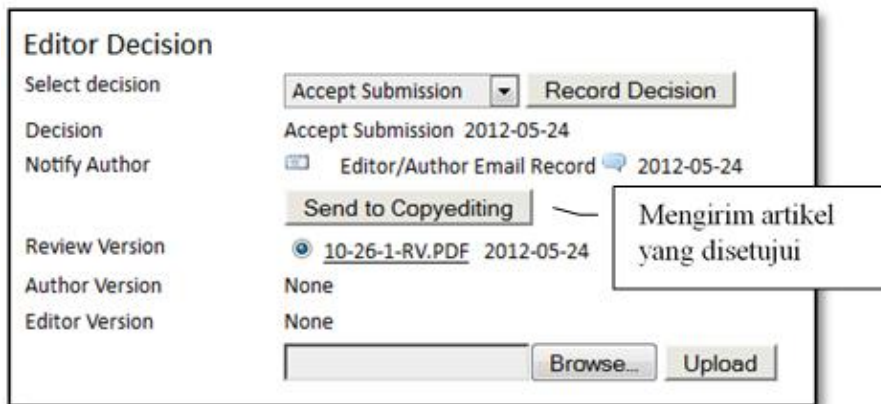 Editor Decision
Select decision Accept Submission Record Decision
Decision Accept Submission 2012-05-24
Notify Author Editor/Author Email Record 2012-05-24
Send to Copyediting
Mengirim artikel
yang disetujui
Review Version 10-26-1-RV.PDF 2012-05-24
Author Version None
Editor Version None
Browse... Upload